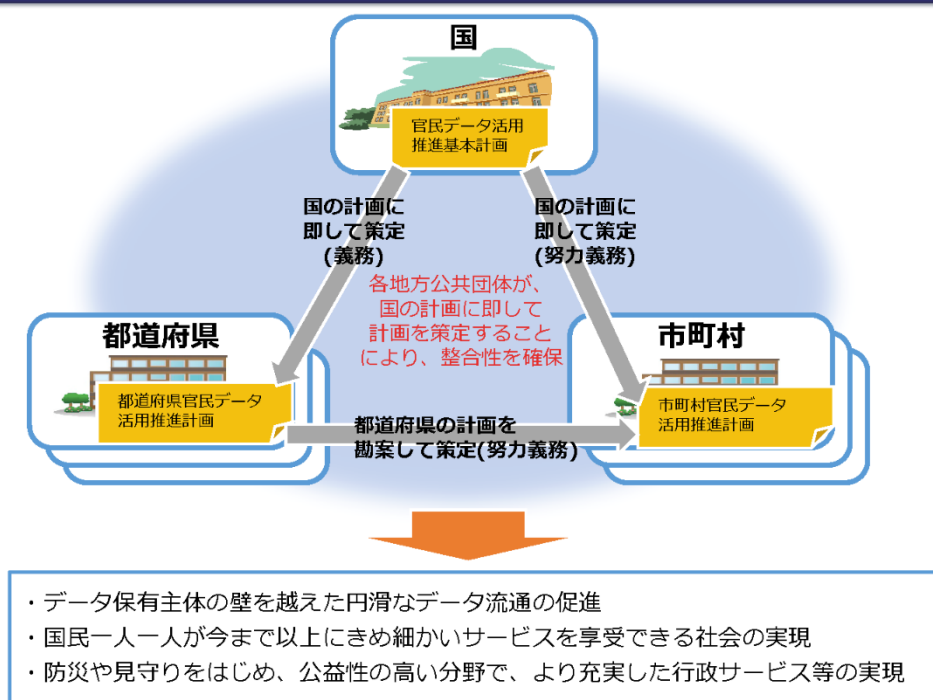 国
官民データ活用
推進基本計画
国の計画に
即して策定
(義務)
国の計画に
即して策定
(努力義務)
各地方公共団体が、
国の計画に即して
計画を策定すること
により、整合性を確保
都道府県
都道府県官民データ
活用推進計画
市町村
市町村官民データ
活用推進計画
都道府県の計画を
勘案して策定(努力義務)
・データ保有主体の壁を越えた円滑なデータ流通の促進
・国民一人一人が今まで以上にきめ細かいサービスを享受できる社会の実現
・防災や見守りをはじめ、公益性の高い分野で、より充実した行政サービス等の実現